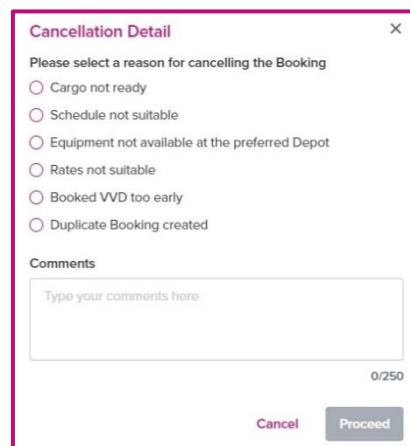 Cancellation Detail
Please select a reason for cancelling the Booking
Cargo not ready
Schedule not suitable
Equipment not available at the preferred Depot
Rates not suitable
Booked VVD too early
Duplicate Booking created
Comments
Type your comments here
0/250
Cancel Proceed